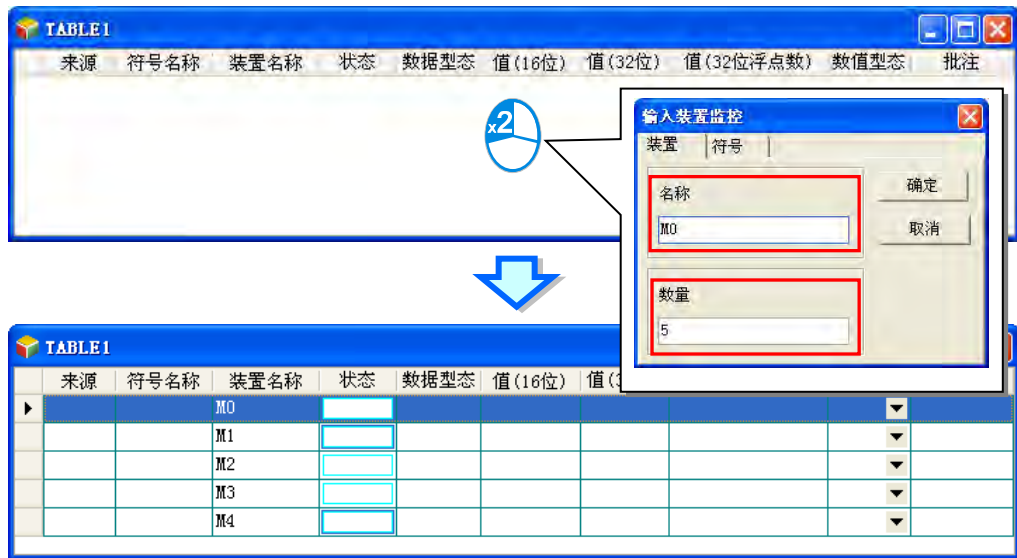 TABLE1
来源 符号名称 装置名称 状态 数据型态 值(16位) 值(32位) 值(32位浮点数) 数值型态 批注
x2
输入装置监控
装置 符号
名称
确定
M0
取消
数量
5
TABLE1
来源 符号名称 装置名称 状态 数据型态 值(16位) 值(3
M0
M1
M2
M3
M4